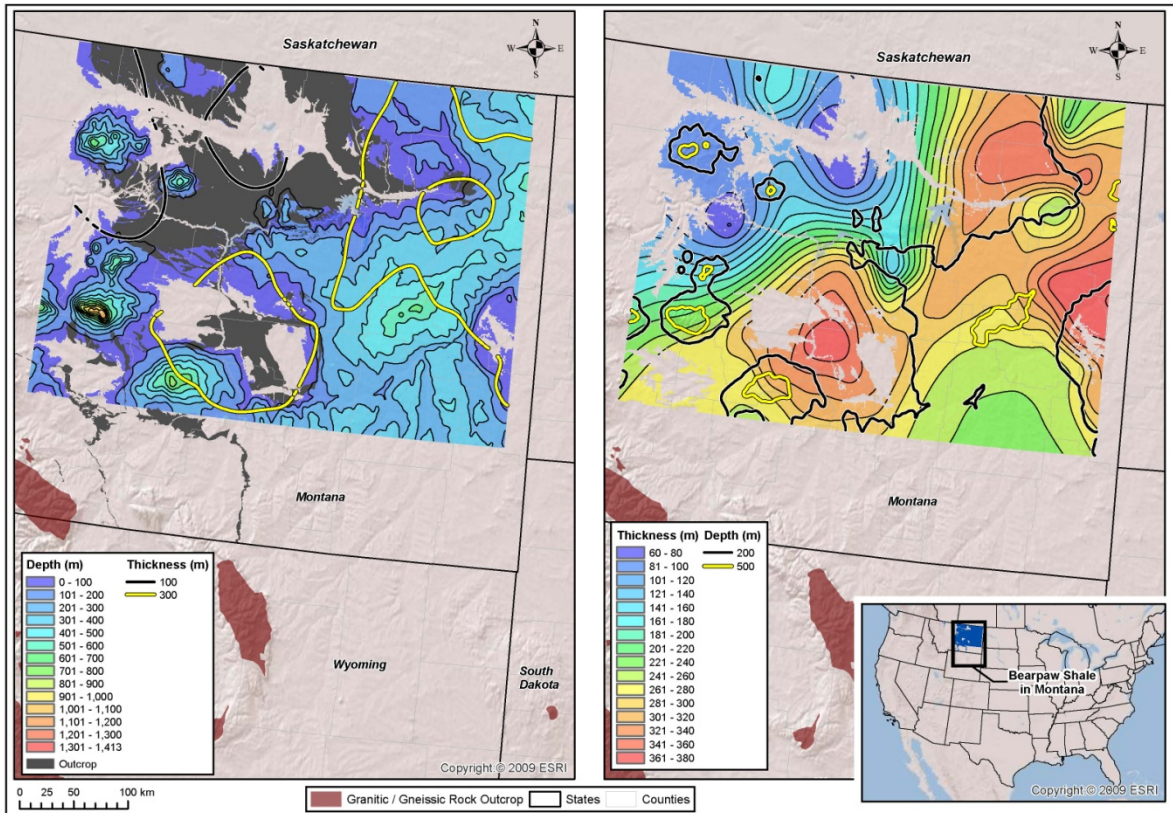 Saskatchewan
N
W E
S
Montana
Depth (m)
0 - 100
101 - 200
201 - 300
301 - 400
401 - 500
501 - 600
601 - 700
701 - 800
801 - 900
901 - 1,000
1,001 - 1,100
1,101 - 1,200
1,201 - 1,300
1,301 - 1,413
Outcrop
Thickness (m)
100
300
Wyoming
South
Dakota
Copyright © 2009 ESRI
0 25 50 100 km
Saskatchewan
N
W E
S
Montana
Thickness (m)
60 - 80
81 - 100
101 - 120
121 - 140
141 - 160
161 - 180
181 - 200
201 - 220
221 - 240
241 - 260
261 - 280
281 - 300
301 - 320
321 - 340
341 - 360
361 - 380
Depth (m)
200
500
Bearpaw Shale
in Montana
Copyright © 2009 ESRI
Granitic / Gneissic Rock Outcrop States Counties